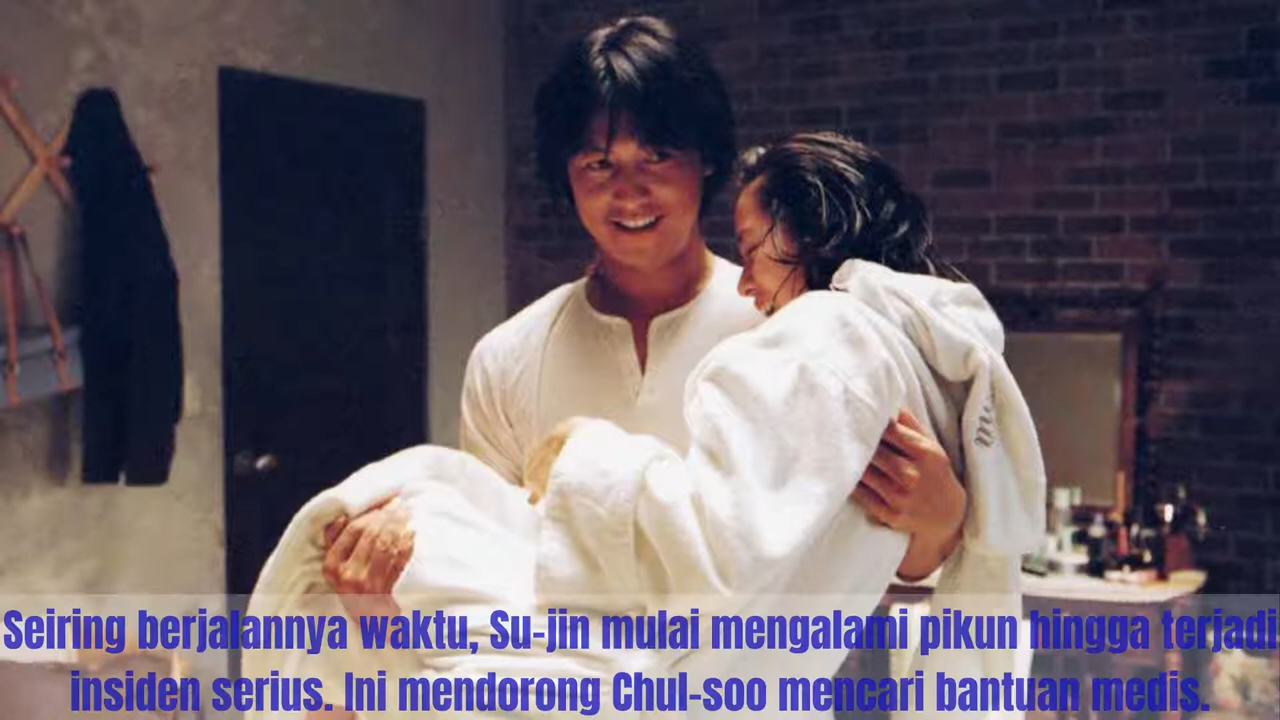 Seiring berjalannya waktu, Su-jin mulai mengalami pikun hingga terjadi
insiden serius. Ini mendorong Chul-soo mencari bantuan medis.